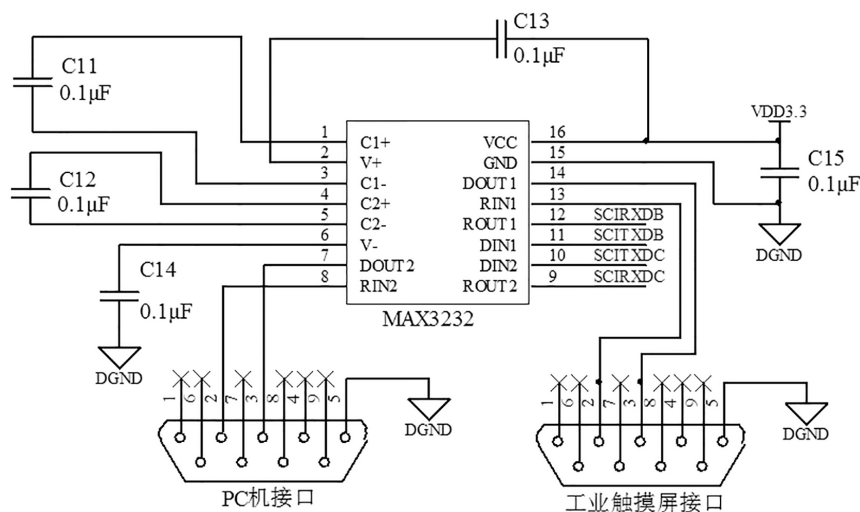 C13
0.1μF
C11
0.1μF
VDD3.3
1 C1+ VCC 16
2 V+ GND 15
3 C1- DOUT1 14
4 C2+ RIN1 13
5 C2- ROUT1 12 SCIRXDB
6 V- DIN1 11 SCITXDB
7 DOUT2 DIN2 10 SCITXDC
8 RIN2 ROUT2 9 SCIRXDC
MAX3232
C12
0.1μF
C15
0.1μF
DGND
C14
0.1μF
DGND
1 6 2 7 3 8 4 9 5
DGND
PC机接口
1 6 2 7 3 8 4 9 5
DGND
工业触摸屏接口